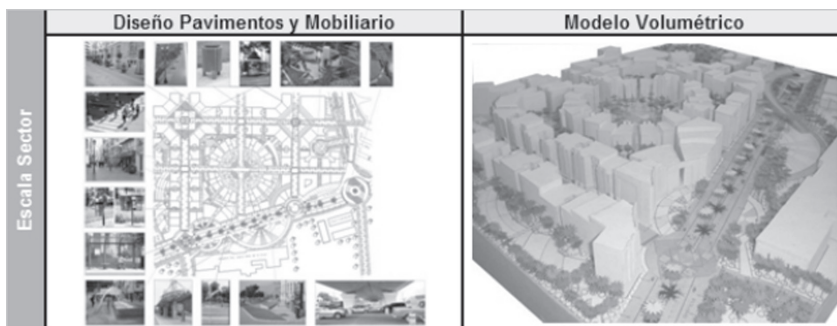 Diseño Pavimentos y Mobiliario
Modelo Volumétrico
Escala Sector